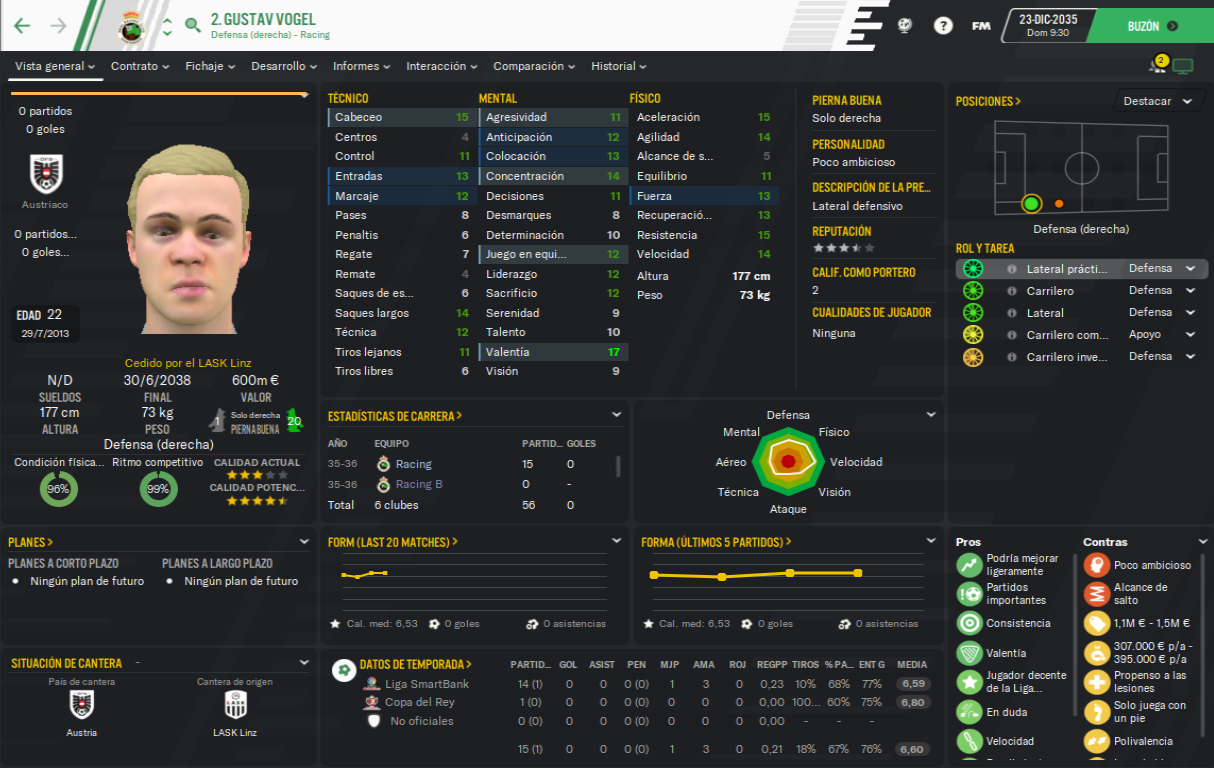 2. GUSTAV VOGEL
Defensa (derecha) - Racing
?
FM
23-DIC-2035
Dom 9:30
BUZÓN
Vista general
Contrato
Fichaje
Desarrollo
Informes
Interacción
Comparación
Historial
2
0 partidos
0 goles
Austríaco
0 partidos...
0 goles...
EDAD 22
29/7/2013
Cedido por el LASK Linz
N/D 30/6/2038 600m €
SUELDOS FINAL VALOR
177 cm 73 kg 1 Solo derecha 20
ALTURA PESO PIERNA BUENA
Defensa (derecha)
Condición física... Ritmo competitivo CALIDAD ACTUAL
96% 99%
CALIDAD POTENC...
TÉCNICO
Cabeceo 15
Centros 4
Control 11
Entradas 13
Marcaje 12
Pases 8
Penaltis 6
Regate 7
Remate 4
Saques de es... 6
Saques largos 14
Técnica 12
Tiros lejanos 11
Tiros libres 6
MENTAL
Agresividad 11
Anticipación 12
Colocación 13
Concentración 14
Decisiones 11
Desmarques 8
Determinación 10
Juego en equi... 12
Liderazgo 12
Sacrificio 12
Serenidad 9
Talento 10
Valentía 17
Visión 9
FÍSICO
Aceleración 15
Agilidad 14
Alcance de s... 5
Equilibrio 11
Fuerza 13
Recuperació... 13
Resistencia 15
Velocidad 14
Altura 177 cm
Peso 73 kg
PIERNA BUENA
Solo derecha
PERSONALIDAD
Poco ambicioso
DESCRIPCIÓN DE LA PRE...
Lateral defensivo
REPUTACIÓN
CALIF. COMO PORTERO
2
CUALIDADES DE JUGADOR
Ninguna
POSICIONES >
Destacar
Defensa (derecha)
ROL Y TAREA
Lateral prácti... Defensa
Carrilero Defensa
Lateral Defensa
Carrilero com... Apoyo
Carrilero inve... Defensa
ESTADÍSTICAS DE CARRERA >
AÑO EQUIPO PARTID... GOLES
35-36 Racing 15 0
35-36 Racing B 0 -
Total 6 clubes 56 0
Defensa
Mental Físico
Aéreo Velocidad
Técnica Visión
Ataque
PLANES >
PLANES A CORTO PLAZO PLANES A LARGO PLAZO
• Ningún plan de futuro • Ningún plan de futuro
FORM (LAST 20 MATCHES) >
Cal. med: 6,53 0 goles 0 asistencias
FORMA (ÚLTIMOS 5 PARTIDOS) >
Cal. med: 6,53 0 goles 0 asistencias
Pros
Podría mejorar
ligeramente
Partidos
importantes
Consistencia
Valentía
Jugador decente
de la Liga...
En duda
Velocidad
Contras
Poco ambicioso
Alcance de
salto
1,1M € - 1,5M €
307.000 € p/a -
395.000 € p/a
Propenso a las
lesiones
Solo juega con
un pie
Polivalencia
SITUACIÓN DE CANTERA -
País de cantera Cantera de origen
Austria LASK Linz
DATOS DE TEMPORADA > PARTID... GOL ASIST PEN MJP AMA ROJ REGPP TIROS % PA... ENT G MEDIA
Liga SmartBank 14 (1) 0 0 0 (0) 1 3 0 0,23 10% 68% 77% 6,59
Copa del Rey 1 (0) 0 0 0 (0) 0 0 0 0,00 100... 60% 75% 6,80
No oficiales 0 (0) 0 0 0 (0) 0 0 0 0,00 - - -
15 (1) 0 0 0 (0) 1 3 0 0,21 18% 67% 76% 6,60